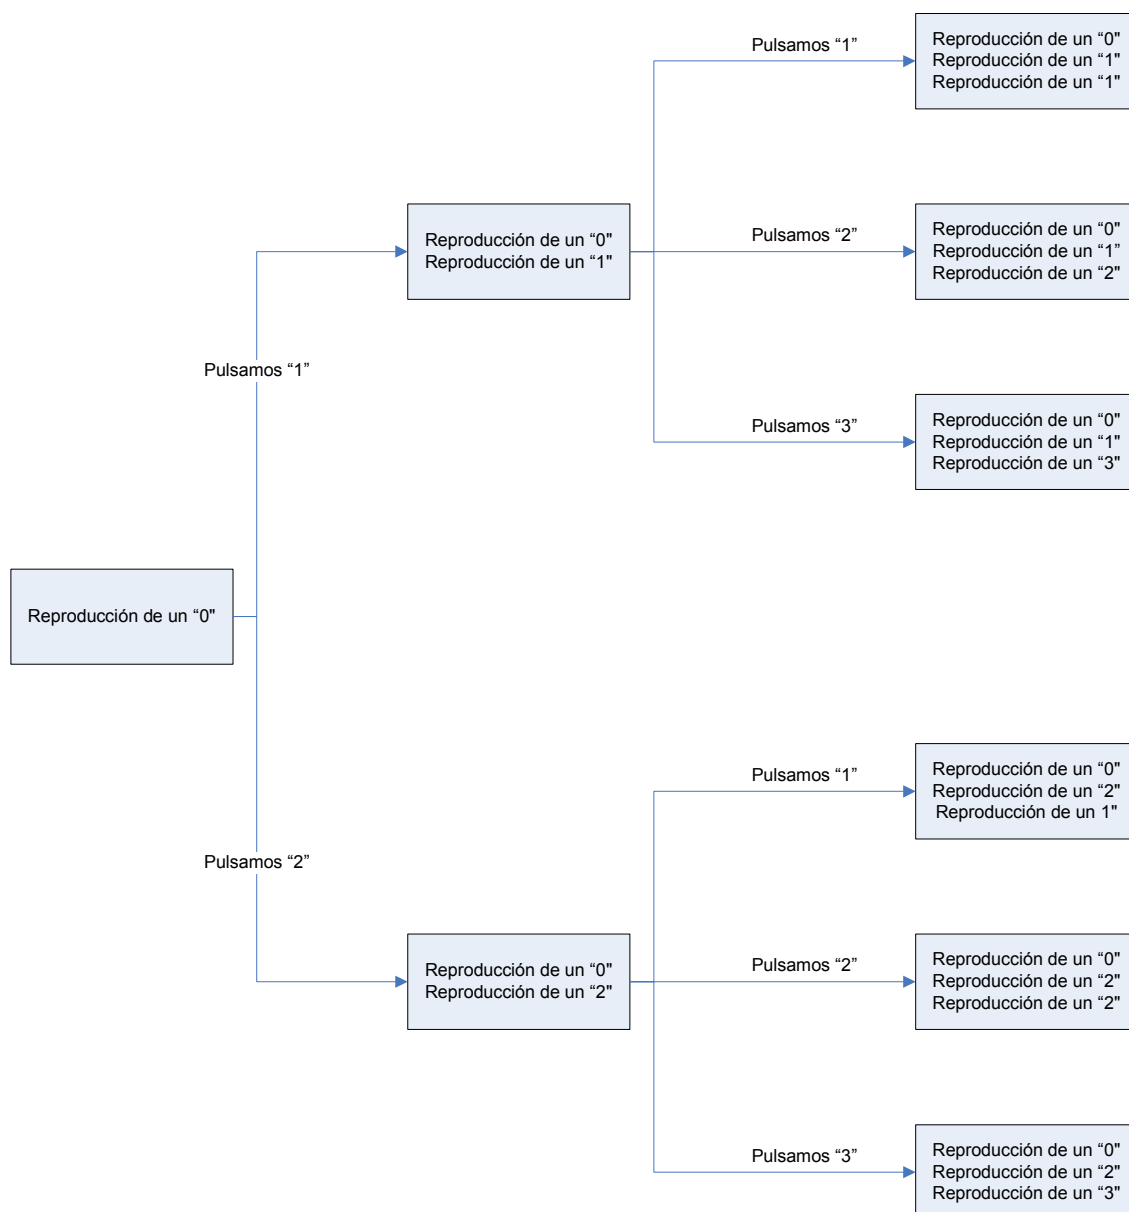 Pulsamos “1”
Reproducción de un “0"
Reproducción de un “1"
Reproducción de un “1"
Reproducción de un “0"
Reproducción de un “1"
Pulsamos “2”
Reproducción de un “0"
Reproducción de un “1”
Reproducción de un “2"
Pulsamos “1”
Pulsamos “3”
Reproducción de un “0"
Reproducción de un “1"
Reproducción de un “3"
Reproducción de un “0"
Pulsamos “1”
Reproducción de un “0"
Reproducción de un “2"
Reproducción de un 1"
Pulsamos “2”
Reproducción de un “0"
Reproducción de un “2"
Pulsamos “2”
Reproducción de un “0"
Reproducción de un “2"
Reproducción de un “2"
Pulsamos “3”
Reproducción de un “0"
Reproducción de un “2"
Reproducción de un “3"